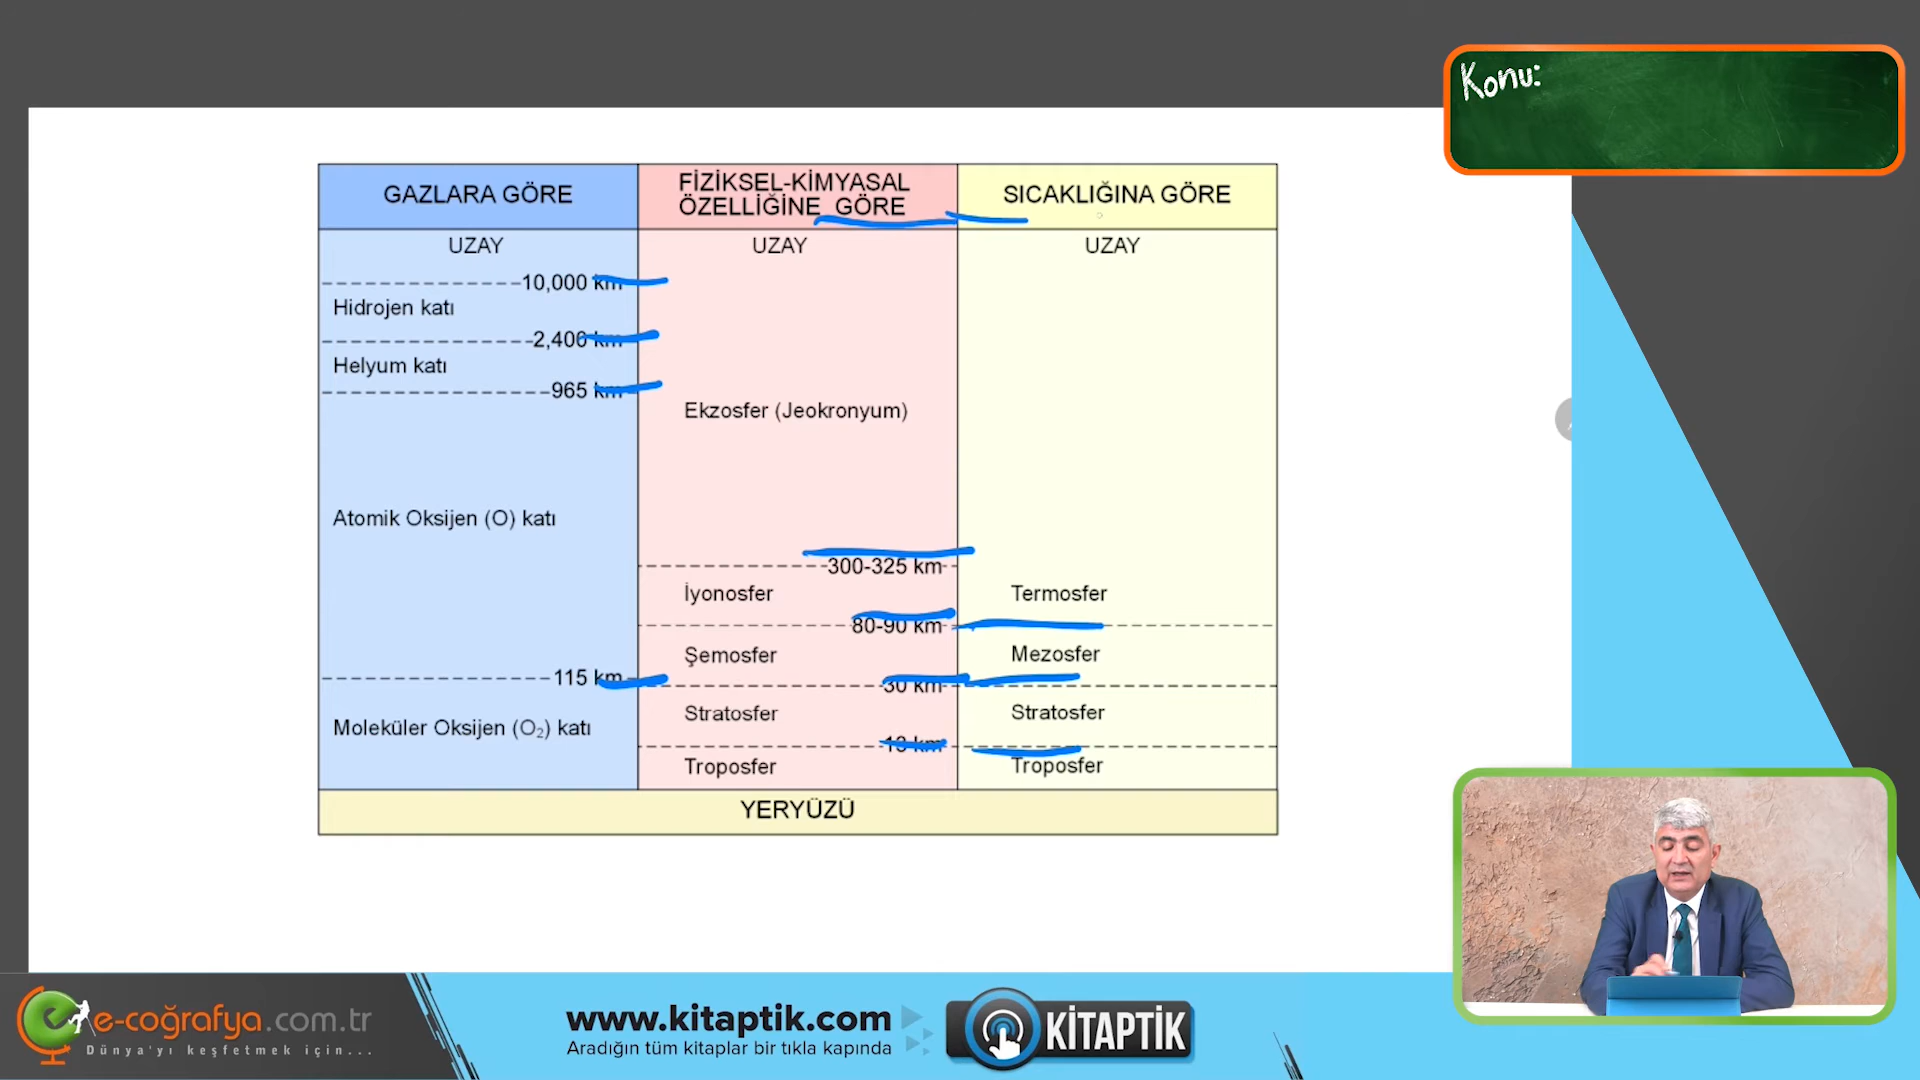 Konu:
GAZLARA GÖRE
FİZİKSEL-KİMYASAL
ÖZELLİĞİNE GÖRE
SICAKLIĞINA GÖRE
UZAY
UZAY
UZAY
10,000 km
Hidrojen katı
2,400 km
Helyum katı
965 km
Ekzosfer (Jeokronyum)
Atomik Oksijen (O) katı
300-325 km
İyonosfer
Termosfer
80-90 km
Şemosfer
Mezosfer
115 km
30 km
Stratosfer
Stratosfer
Moleküler Oksijen (O₂) katı
13 km
Troposfer
Troposfer
YERYÜZÜ
e-coğrafya.com.tr
Dünya'yı keşfetmek için...
www.kitaptik.com
Aradığın tüm kitaplar bir tıkla kapında
KİTAPTİK